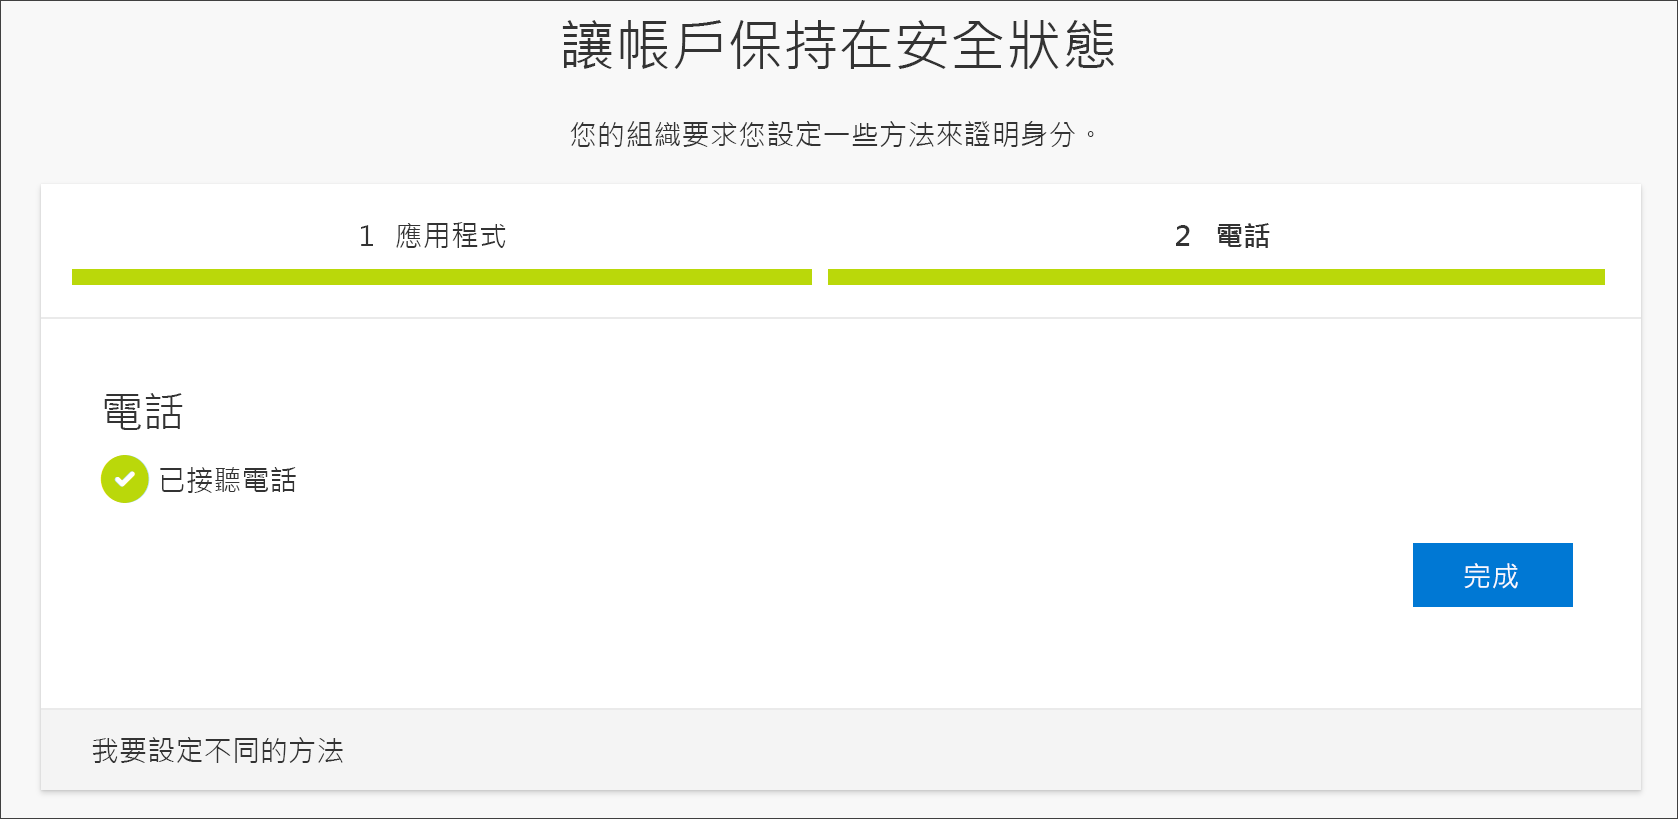 讓帳戶保持在安全狀態
您的組織要求您設定一些方法來證明身分。
1 應用程式
2 電話
電話
已接聽電話
完成
我要設定不同的方法